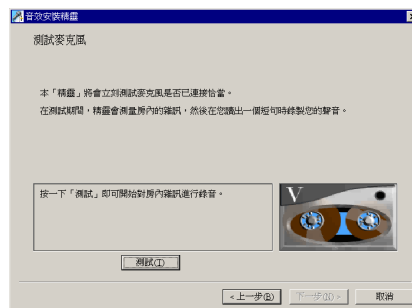 音效安裝精靈
測試麥克風
本「精靈」將會立刻測試麥克風是否已連接恰當。
在測試期間，精靈會測量房內的雜訊，然後在您讀出一個短句時錄製您的聲音。
按一下「測試」即可開始對房內雜訊進行錄音。
V
測試(T)
<上一步(B)
下一步(N)>
取消